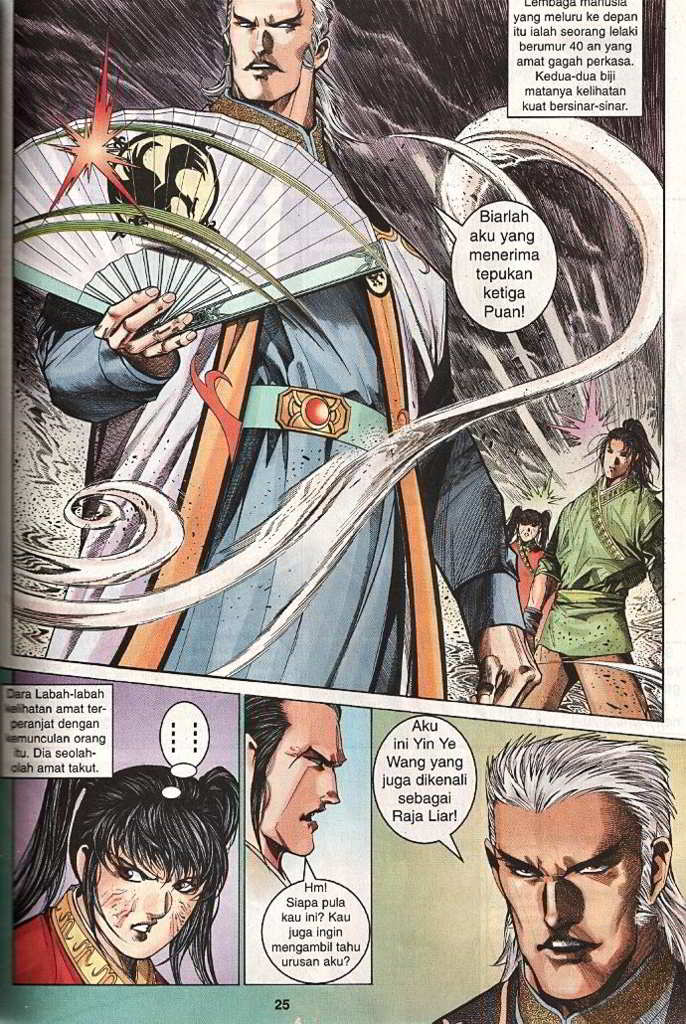 Lembaga manusia
yang meluru ke depan
itu ialah seorang lelaki
berumur 40 an yang
amat gagah perkasa.
Kedua-dua biji
matanya kelihatan
kuat bersinar-sinar.
Biarlah
aku yang
menerima
tepukan
ketiga
Puan!
Dara Labah-labah
kelihatan amat ter-
peranjat dengan
kemunculan orang
itu. Dia seolah-
olah amat takut.
Hm!
Siapa pula
kau ini? Kau
juga ingin
mengambil tahu
urusan aku?
Aku
ini Yin Ye
Wang yang
juga dikenali
sebagai
Raja Liar!
25